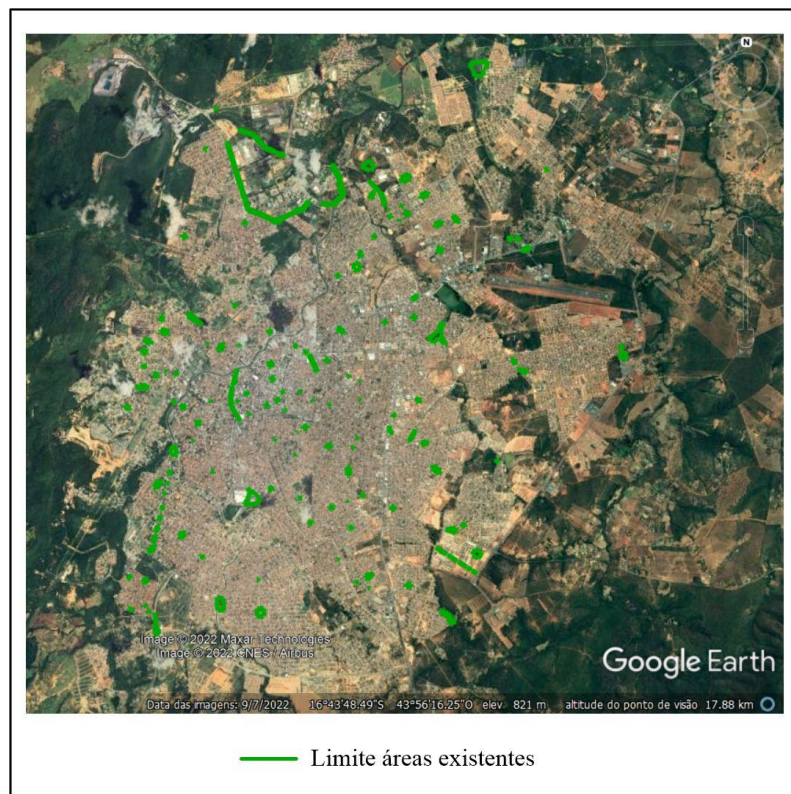 N
Image © 2022 Maxar Technologies
Image © 2022 CNES / Airbus
Google Earth
Data das imagens: 9/7/2022 16°43'48.49"S 43°56'16.25"O elev 821 m altitude do ponto de visão 17.88 km
Limite áreas existentes